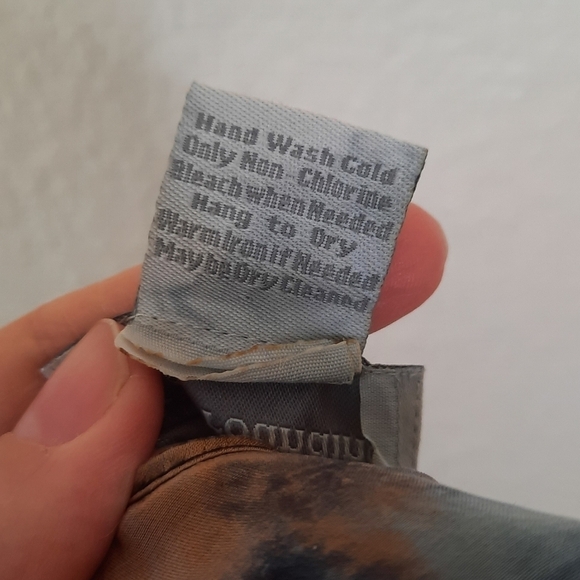 Hand Wash Cold
Only Non Chlorine
Bleach when Needed
Hang to Dry
Warm Iron if Needed
May be Dry Cleaned